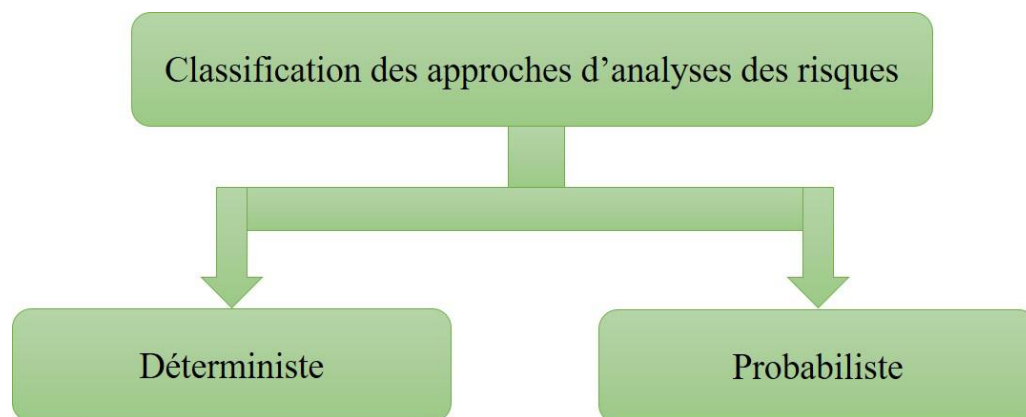 Classification des approches d’analyses des risques
Déterministe
Probabiliste